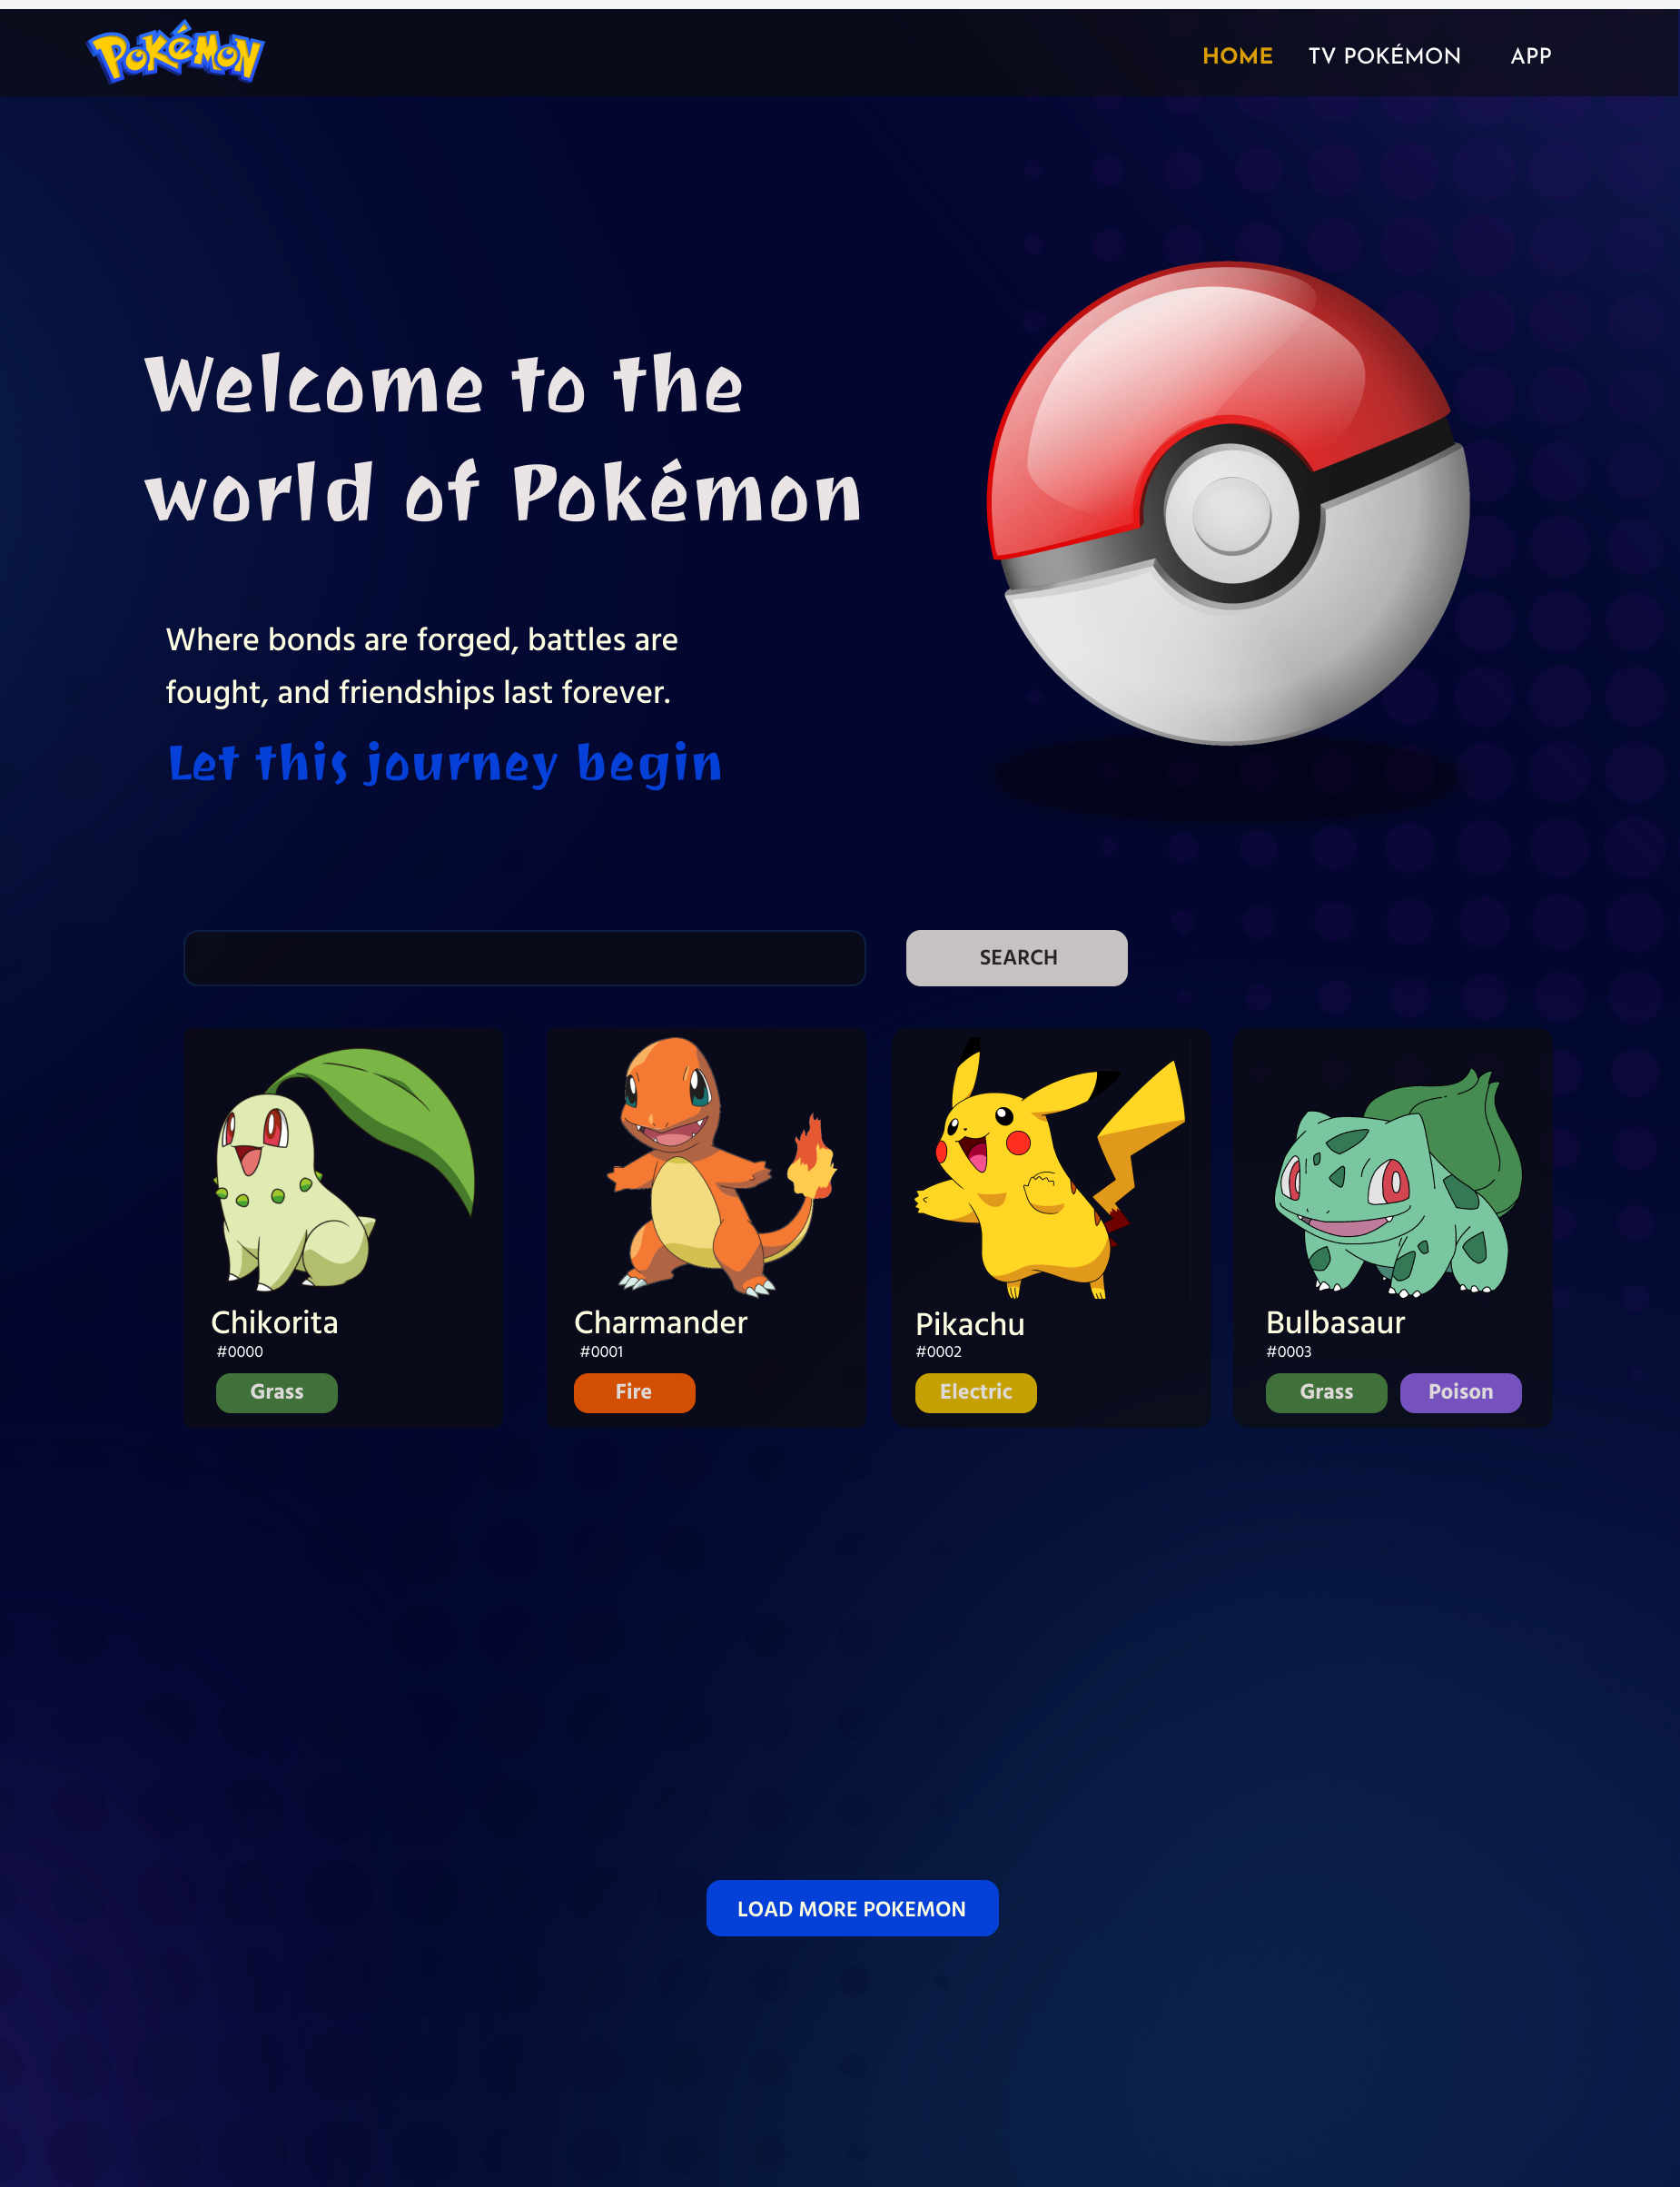 Pokémon
HOME TV POKÉMON APP
Welcome to the
world of Pokémon
Where bonds are forged, battles are
fought, and friendships last forever.
Let this journey begin
SEARCH
Chikorita
#0000
Grass
Charmander
#0001
Fire
Pikachu
#0002
Electric
Bulbasaur
#0003
Grass Poison
LOAD MORE POKEMON